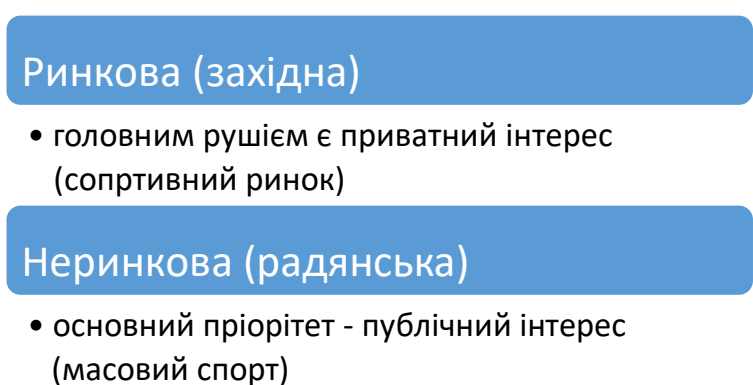 Ринкова (західна)
• головним рушієм є приватний інтерес
(сопртивний ринок)
Неринкова (радянська)
• основний пріорітет - публічний інтерес
(масовий спорт)